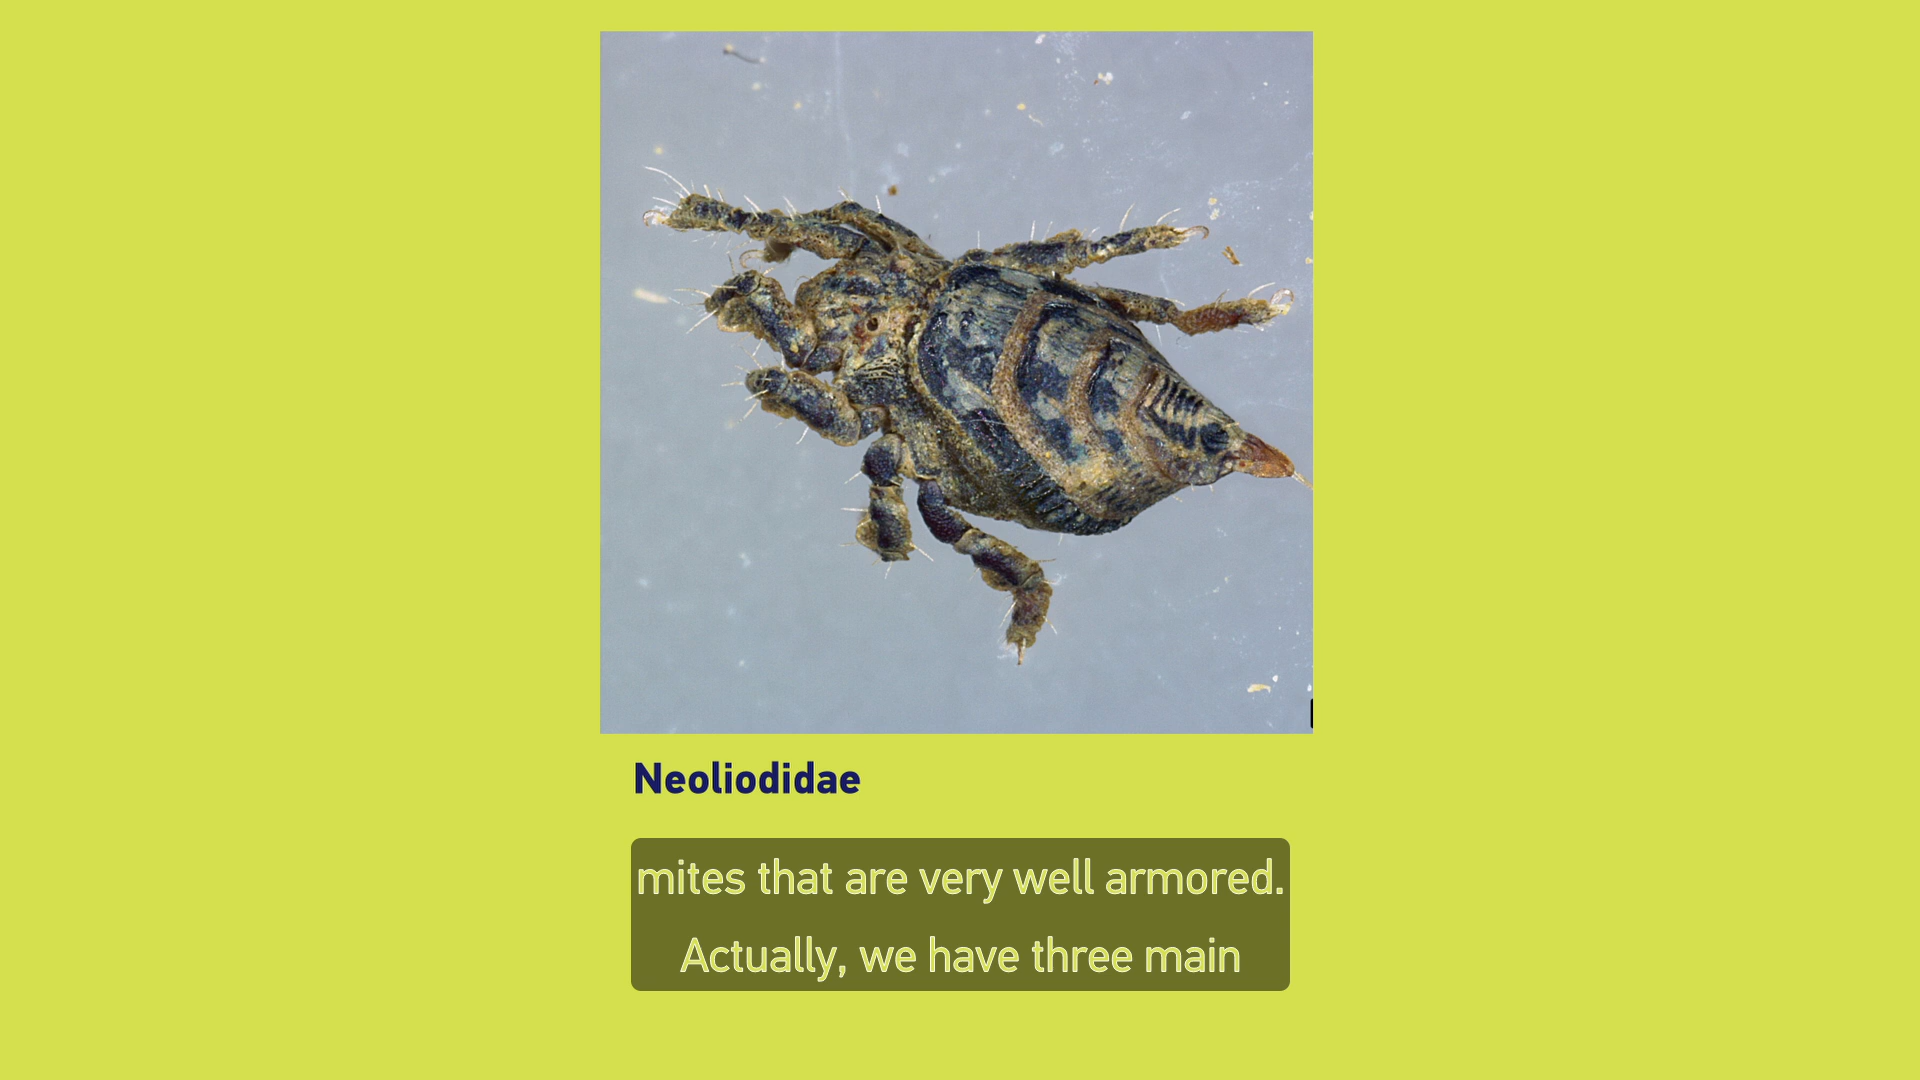 Neoliodidae
mites that are very well armored.
Actually, we have three main